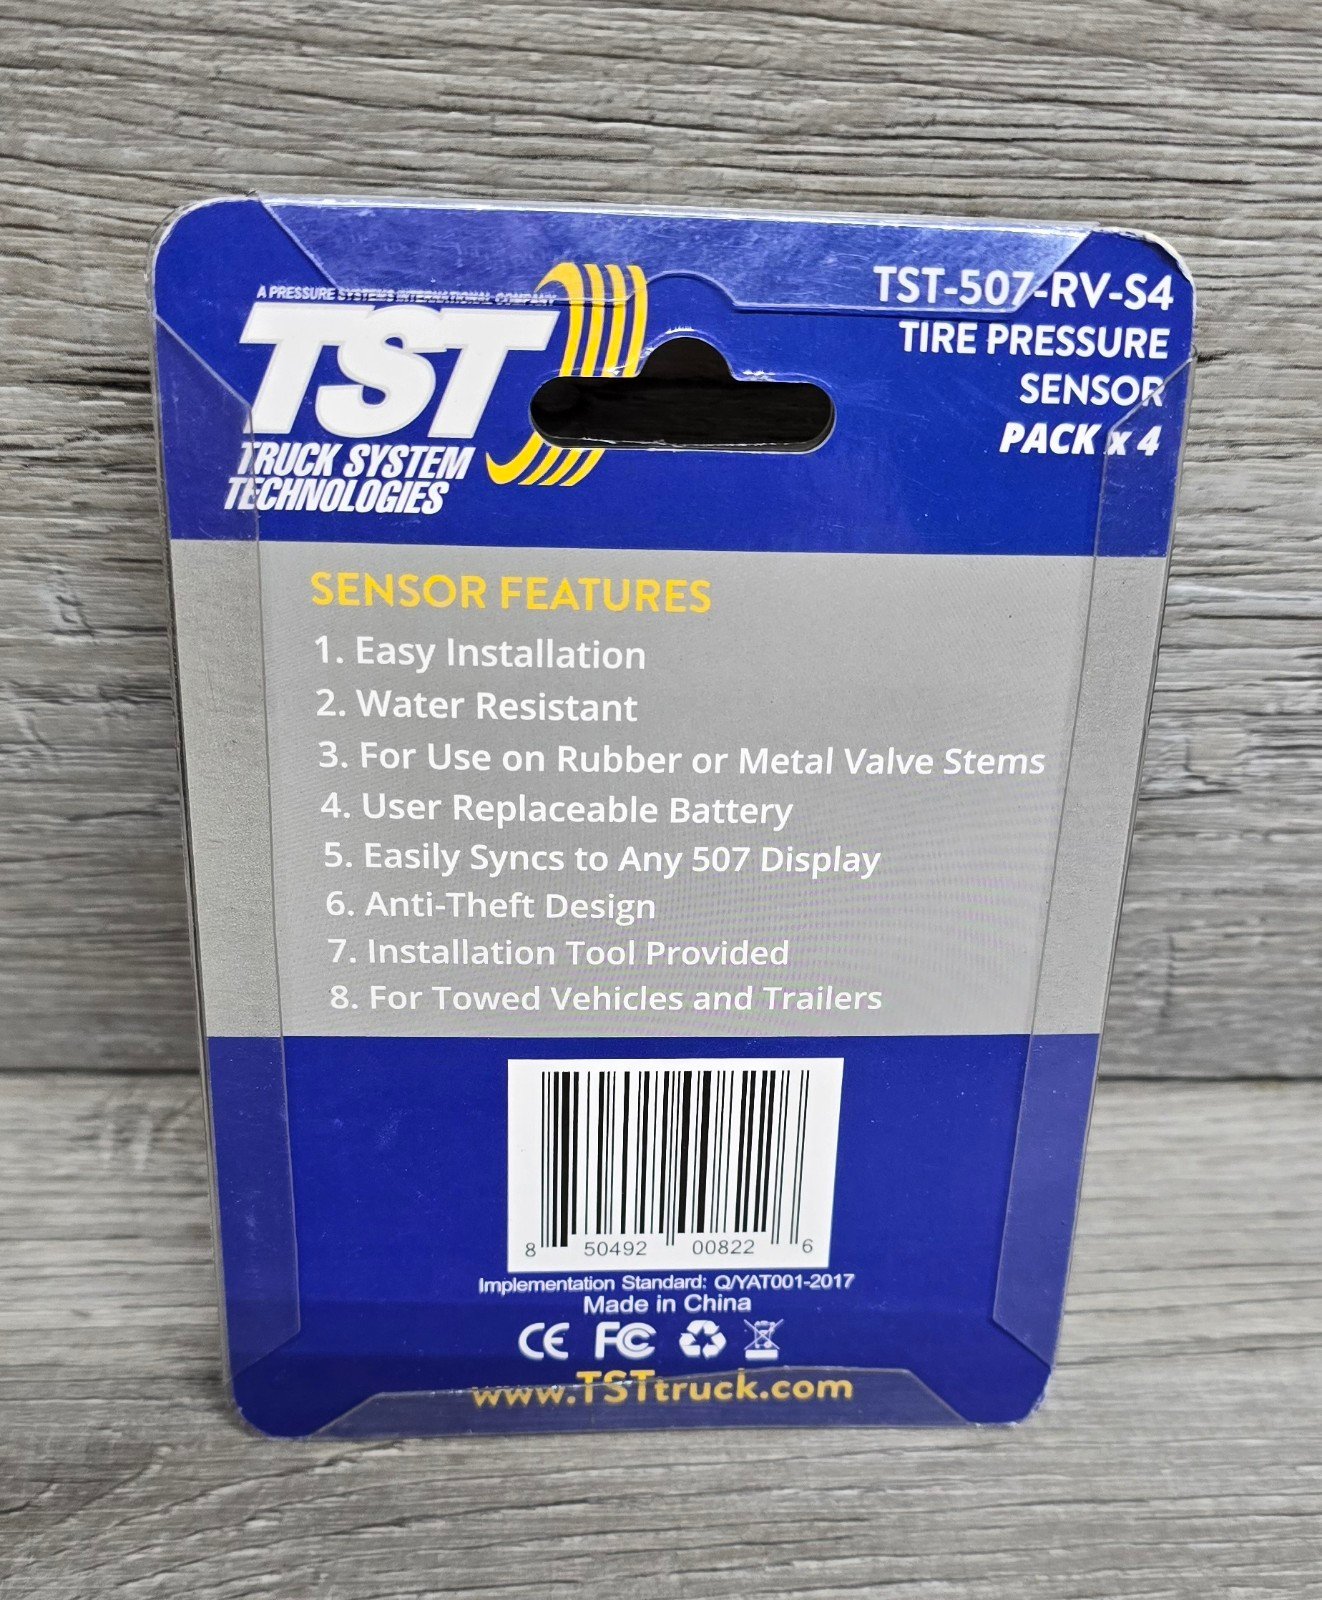 A PRESSURE SYSTEMS INTERNATIONAL COMPANY
TST
TRUCK SYSTEM
TECHNOLOGIES
TST-507-RV-S4
TIRE PRESSURE
SENSOR
PACK x 4
SENSOR FEATURES
1. Easy Installation
2. Water Resistant
3. For Use on Rubber or Metal Valve Stems
4. User Replaceable Battery
5. Easily Syncs to Any 507 Display
6. Anti-Theft Design
7. Installation Tool Provided
8. For Towed Vehicles and Trailers
8 50492 00822 6
Implementation Standard: Q/YAT001-2017
Made in China
CE FC
www.TSTtruck.com